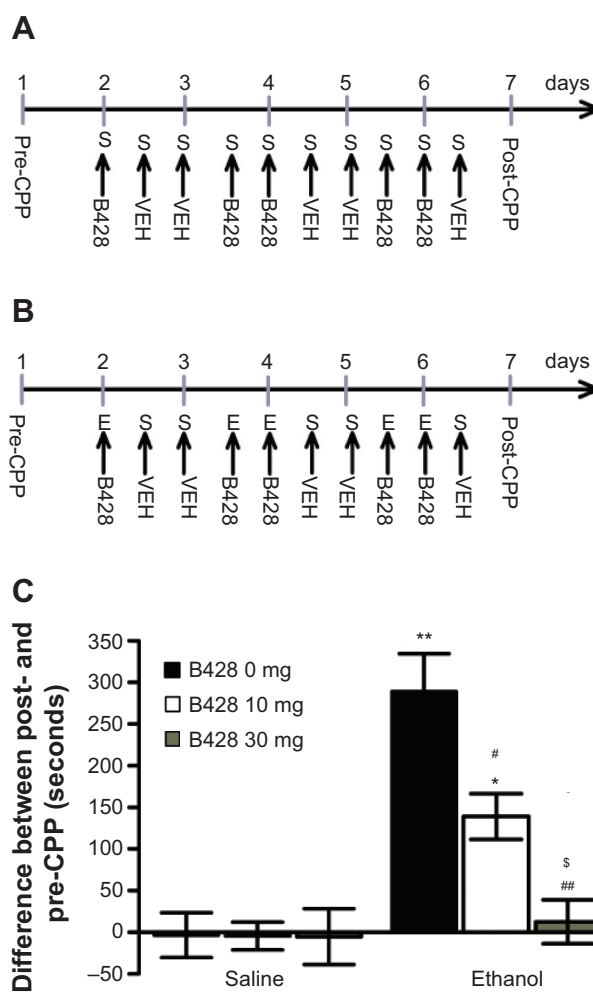 A
1 2 3 4 5 6 7 days
Pre-CPP S S S S S S S S S S Post-CPP
B428 VEH VEH B428 B428 VEH VEH B428 B428 VEH
B
1 2 3 4 5 6 7 days
Pre-CPP E S S E E S S E E S Post-CPP
B428 VEH VEH B428 B428 VEH VEH B428 B428 VEH
C
Difference between post- and
pre-CPP (seconds)
350
300
250
200
150
100
50
0
–50
B428 0 mg
B428 10 mg
B428 30 mg
**
#
*
$
##
Saline Ethanol